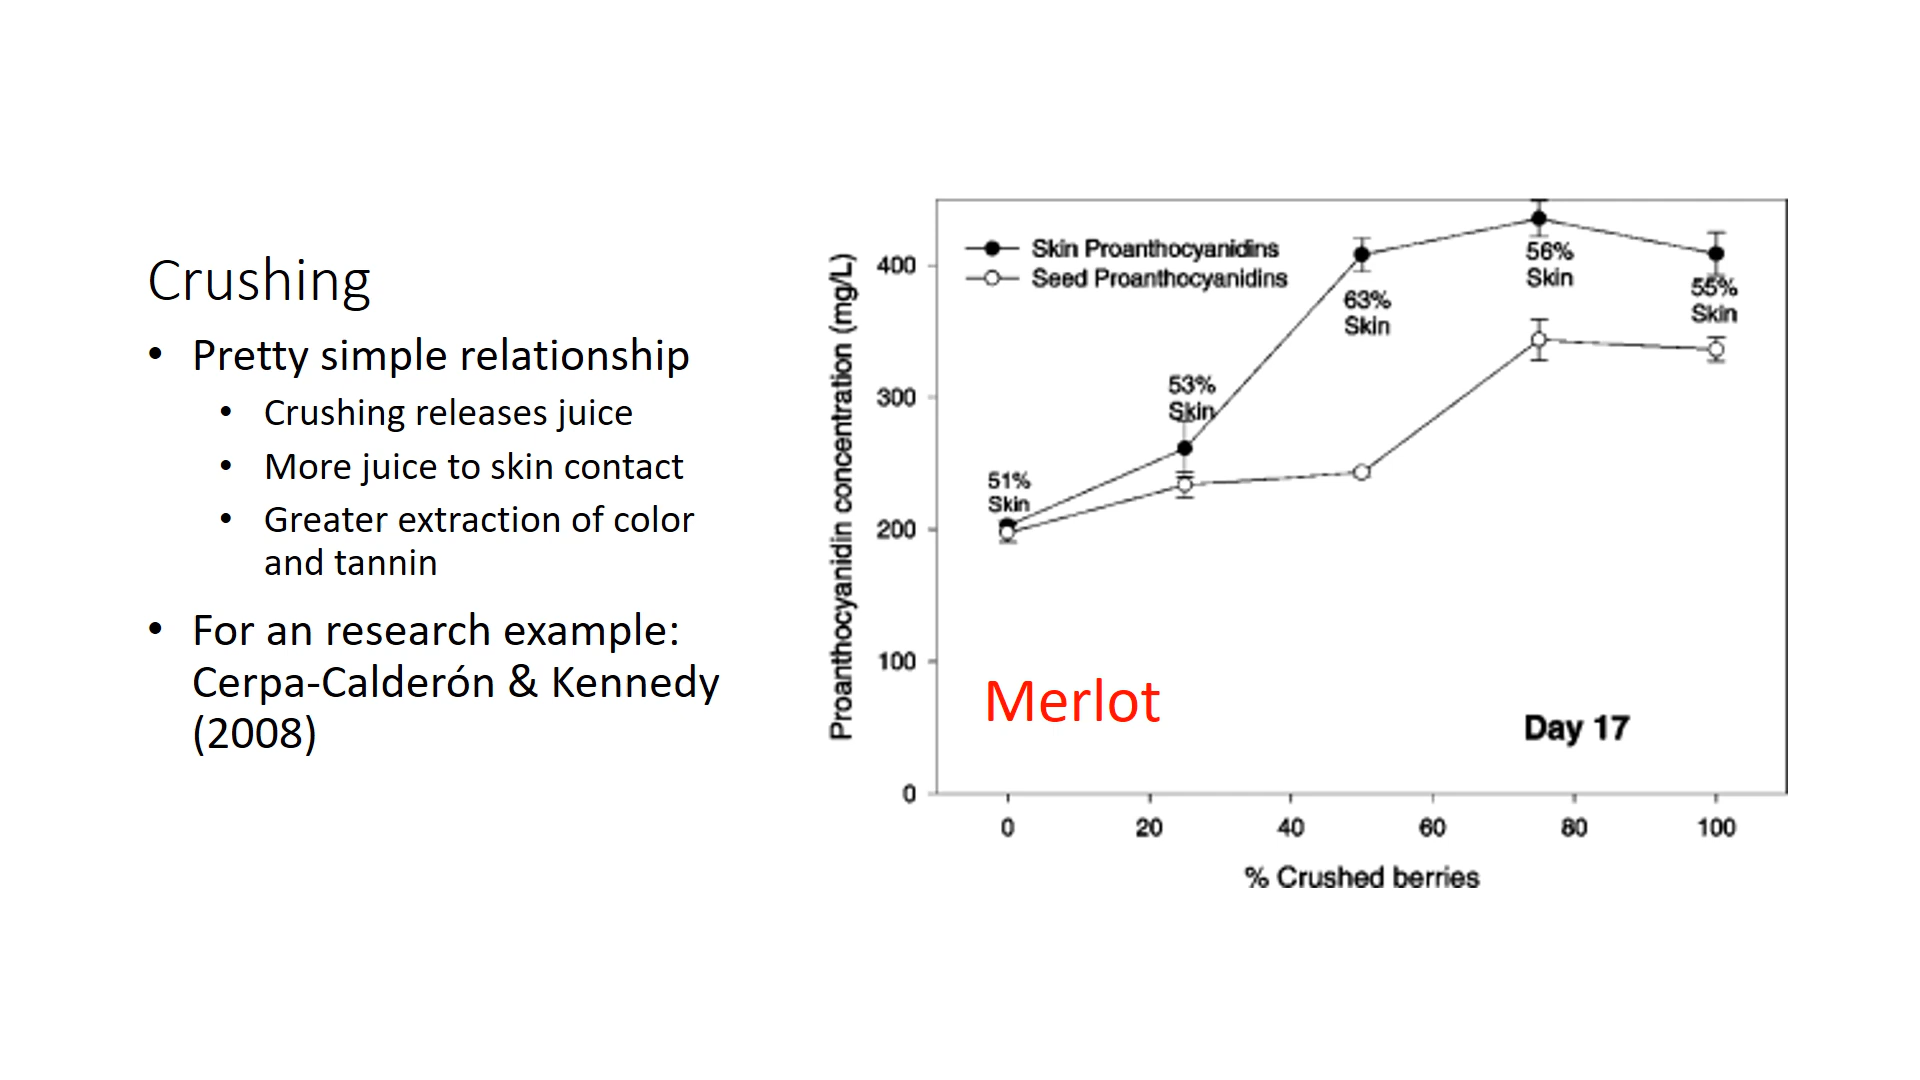 Crushing
• Pretty simple relationship
• Crushing releases juice
• More juice to skin contact
• Greater extraction of color
and tannin
• For an research example:
Cerpa-Calderón & Kennedy
(2008)
Skin Proanthocyanidins
Seed Proanthocyanidins
Proanthocyanidin concentration (mg/L)
400
300
200
100
0
51%
Skin
53%
Skin
63%
Skin
56%
Skin
55%
Skin
Merlot
Day 17
0 20 40 60 80 100
% Crushed berries